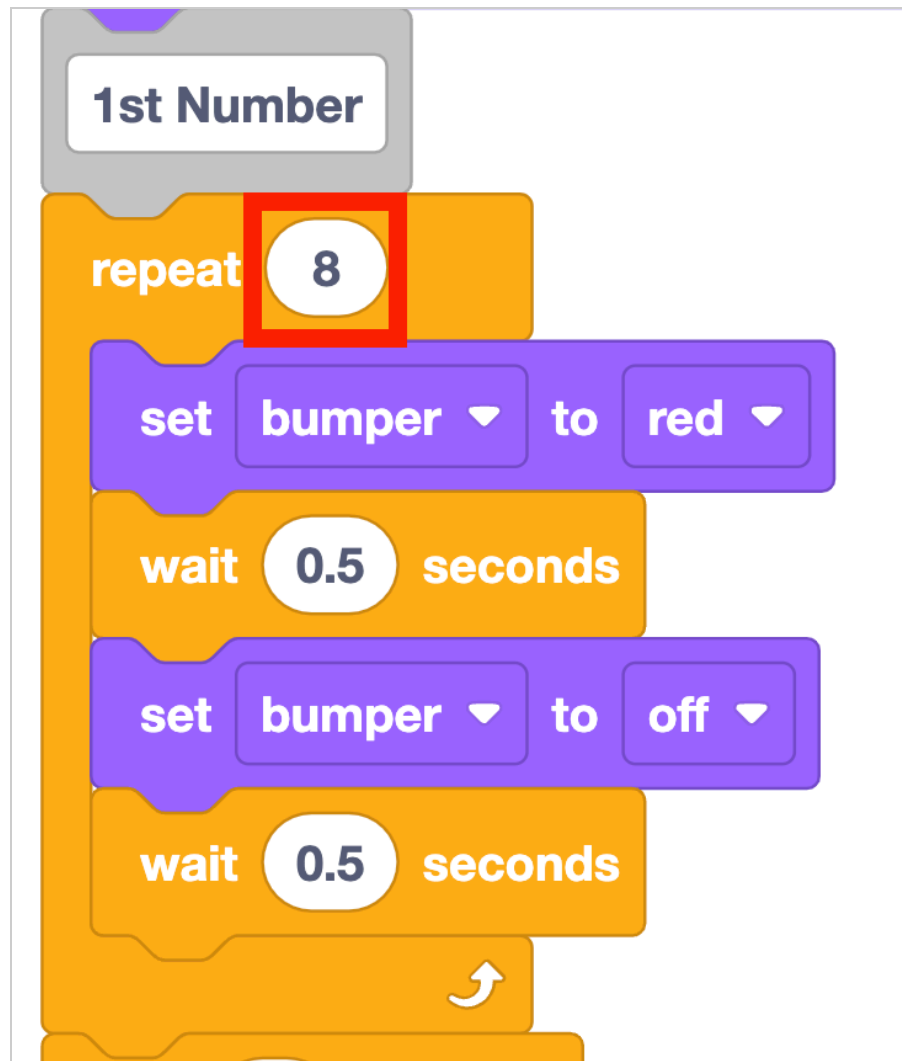 1st Number
repeat 8
set bumper to red
wait 0.5 seconds
set bumper to off
wait 0.5 seconds